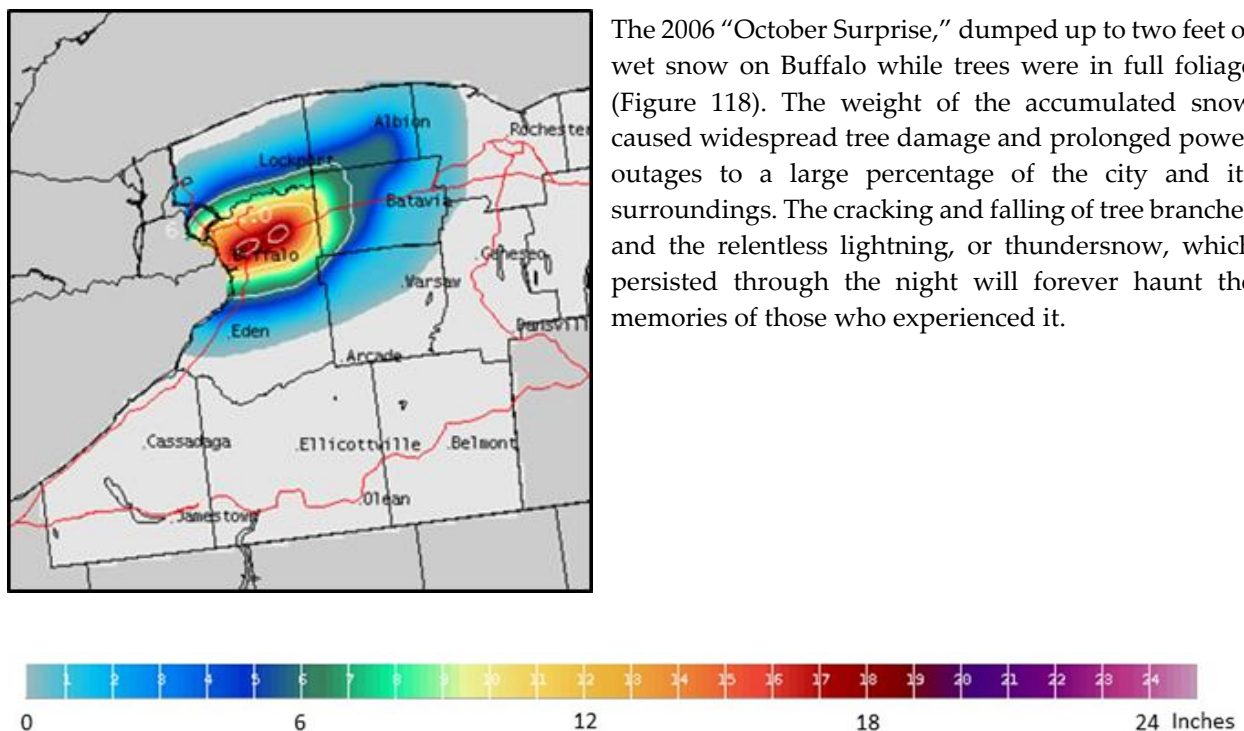 The 2006 “October Surprise,” dumped up to two feet o
wet snow on Buffalo while trees were in full foliage
(Figure 118). The weight of the accumulated snow
caused widespread tree damage and prolonged powe
outages to a large percentage of the city and it
surroundings. The cracking and falling of tree branche
and the relentless lightning, or thundersnow, which
persisted through the night will forever haunt the
memories of those who experienced it.
Albion
Rochester
Lockport
Batavia
6
Buffalo
Geneseo
Warsaw
Eden
Dansvill
Arcade
Cassadaga
Ellicottville
Belmont
Olean
Jamestown
1 2 3 4 5 6 7 8 9 10 11 12 13 14 15 16 17 18 19 20 21 22 23 24
0 6 12 18 24 Inches